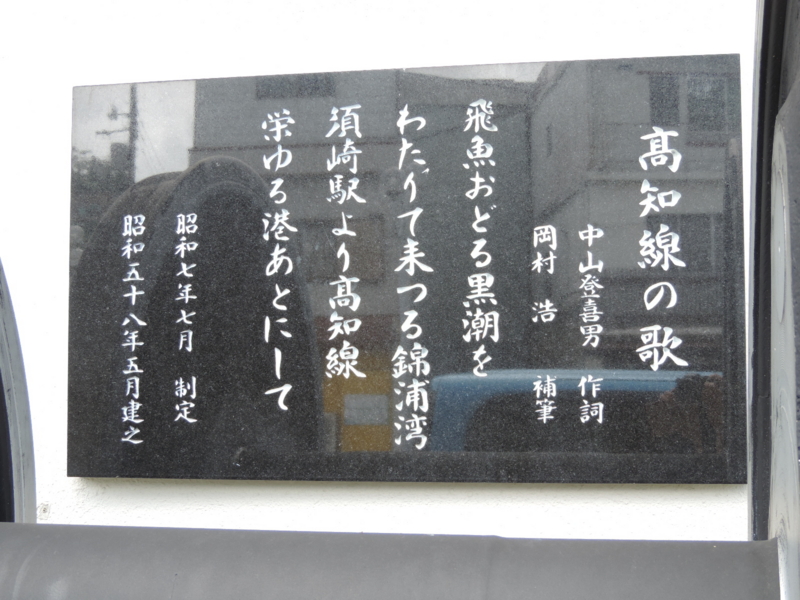 高知線の歌
中山登喜男 作詞
岡村 浩 補筆
飛魚おどる黒潮を
わたりて来つる錦浦湾
須崎駅より高知線
栄ゆる港あとにして
昭和七年七月 制定
昭和五十八年五月建之